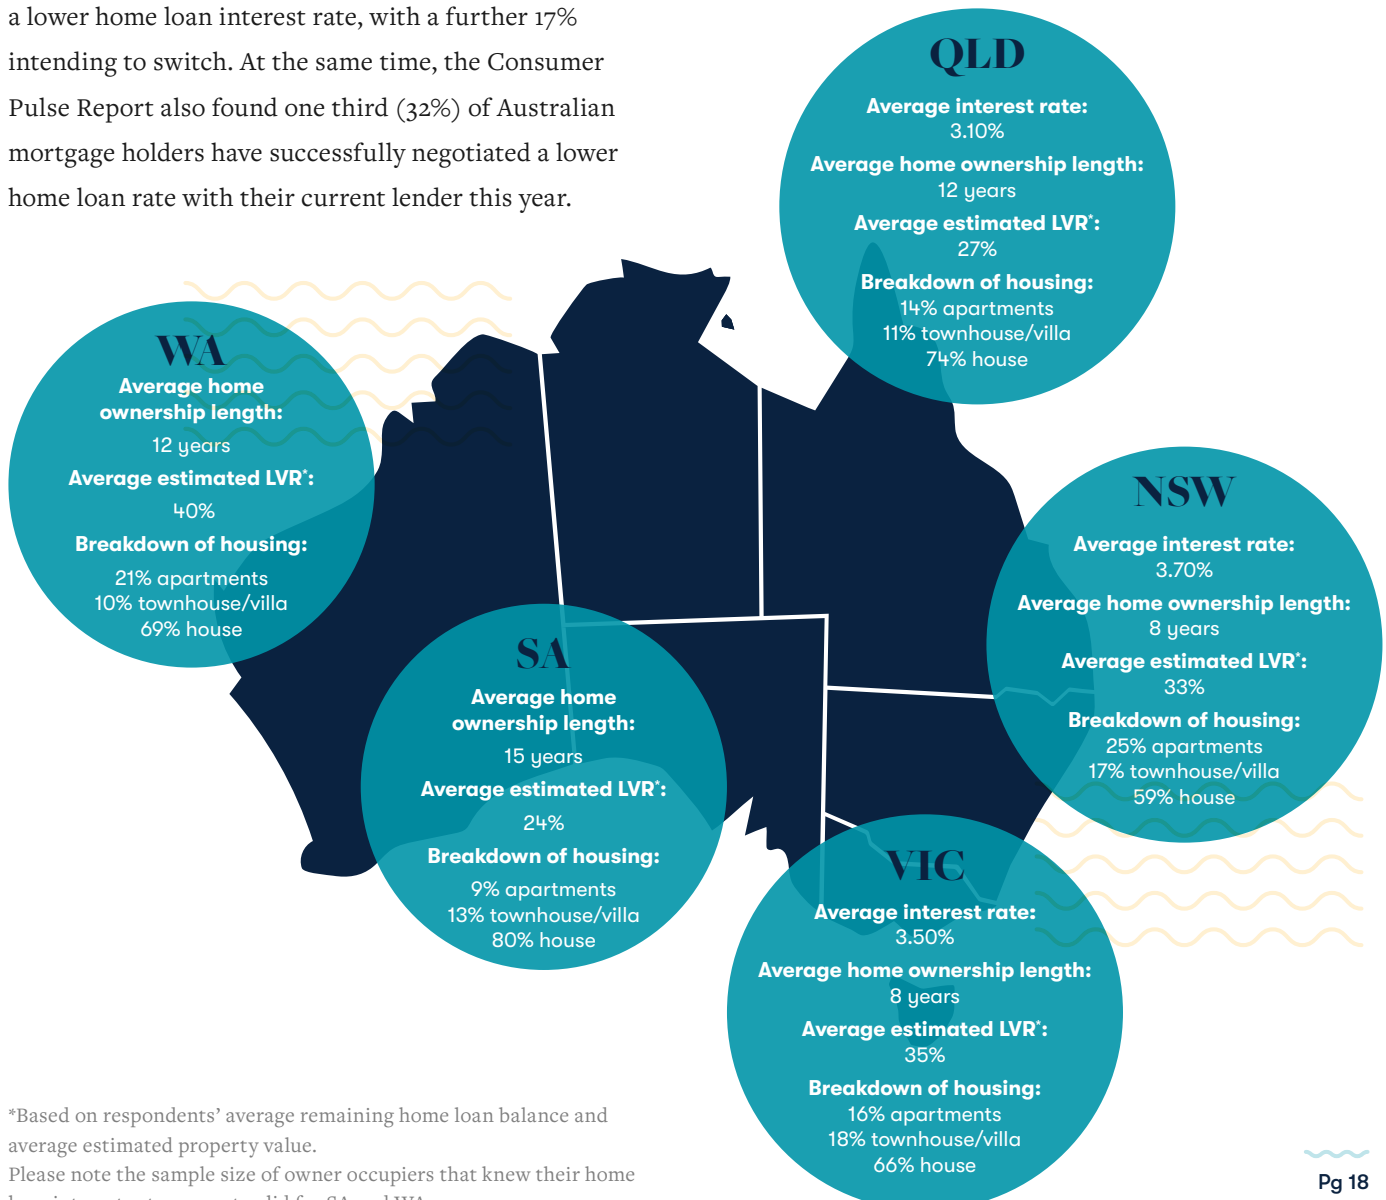 a lower home loan interest rate, with a further 17%
intending to switch. At the same time, the Consumer
Pulse Report also found one third (32%) of Australian
mortgage holders have successfully negotiated a lower
home loan rate with their current lender this year.
QLD
Average interest rate:
3.10%
Average home ownership length:
12 years
Average estimated LVR*:
27%
Breakdown of housing:
14% apartments
11% townhouse/villa
74% house
WA
Average home
ownership length:
12 years
Average estimated LVR*:
40%
Breakdown of housing:
21% apartments
10% townhouse/villa
69% house
NSW
Average interest rate:
3.70%
Average home ownership length:
8 years
Average estimated LVR*:
33%
Breakdown of housing:
25% apartments
17% townhouse/villa
59% house
SA
Average home
ownership length:
15 years
Average estimated LVR*:
24%
Breakdown of housing:
9% apartments
13% townhouse/villa
80% house
VIC
Average interest rate:
3.50%
Average home ownership length:
8 years
Average estimated LVR*:
35%
Breakdown of housing:
16% apartments
18% townhouse/villa
66% house
*Based on respondents' average remaining home loan balance and
average estimated property value.
Please note the sample size of owner occupiers that knew their home
Pg 18